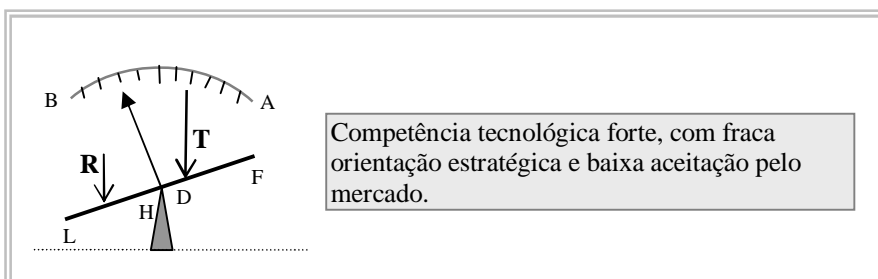 B
A
T
R
F
H
D
L
Competência tecnológica forte, com fraca
orientação estratégica e baixa aceitação pelo
mercado.